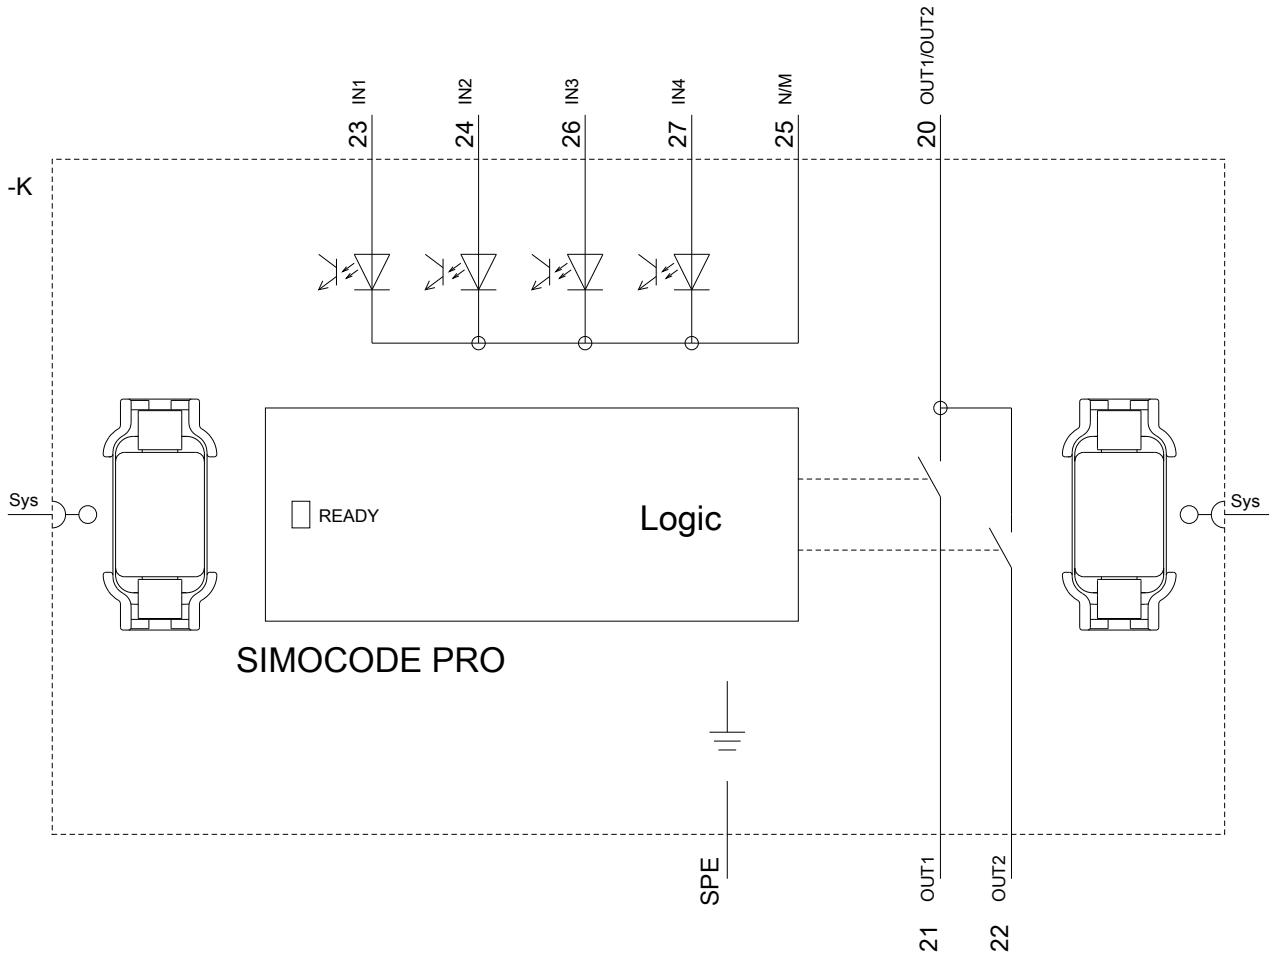 IN1
23
IN2
24
IN3
26
IN4
27
N/M
25
OUT1/OUT2
20
-K
Sys
READY
Logic
Sys
SIMOCODE PRO
SPE
OUT1
21
OUT2
22